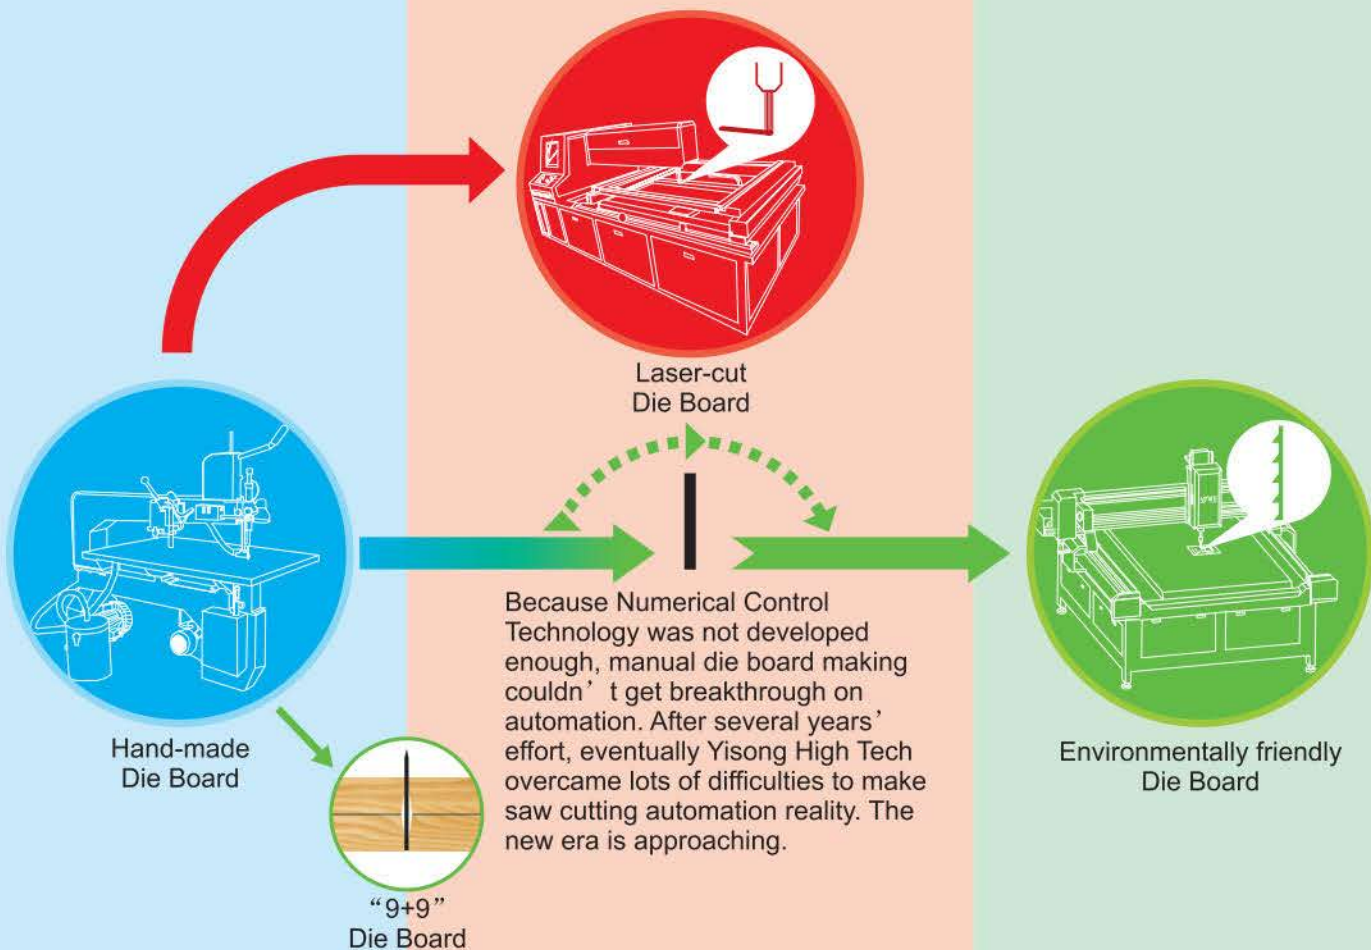 Laser-cut
Die Board
Hand-made
Die Board
“9+9”
Die Board
Because Numerical Control
Technology was not developed
enough, manual die board making
couldn’ t get breakthrough on
automation. After several years’
effort, eventually Yisong High Tech
overcame lots of difficulties to make
saw cutting automation reality. The
new era is approaching.
Environmentally friendly
Die Board